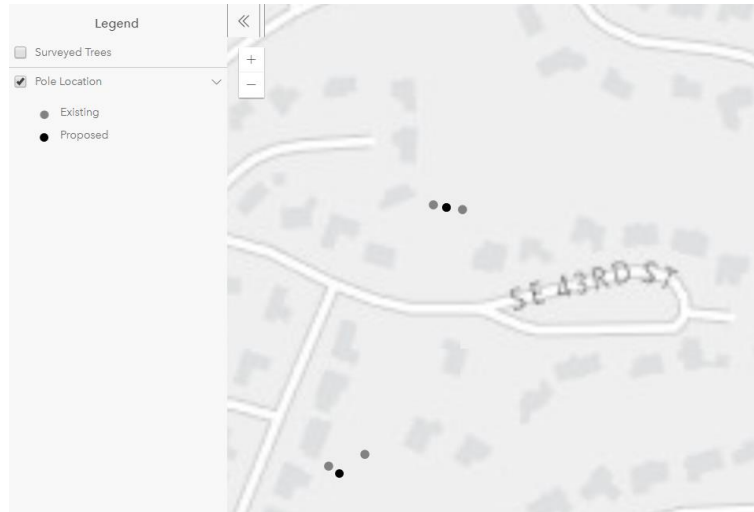 Legend
Surveyed Trees
Pole Location
Existing
Proposed
SE 43RD ST